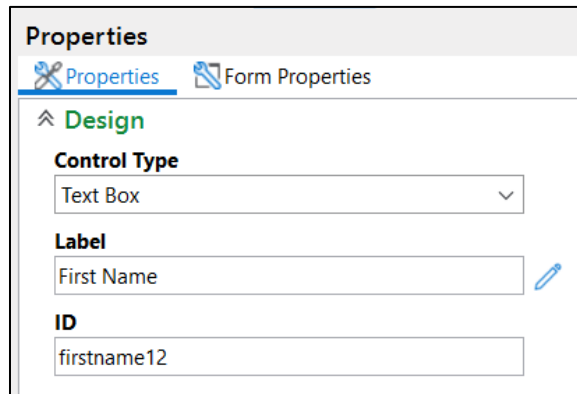 Properties
Properties Form Properties
Design
Control Type
Text Box
Label
First Name
ID
firstname12